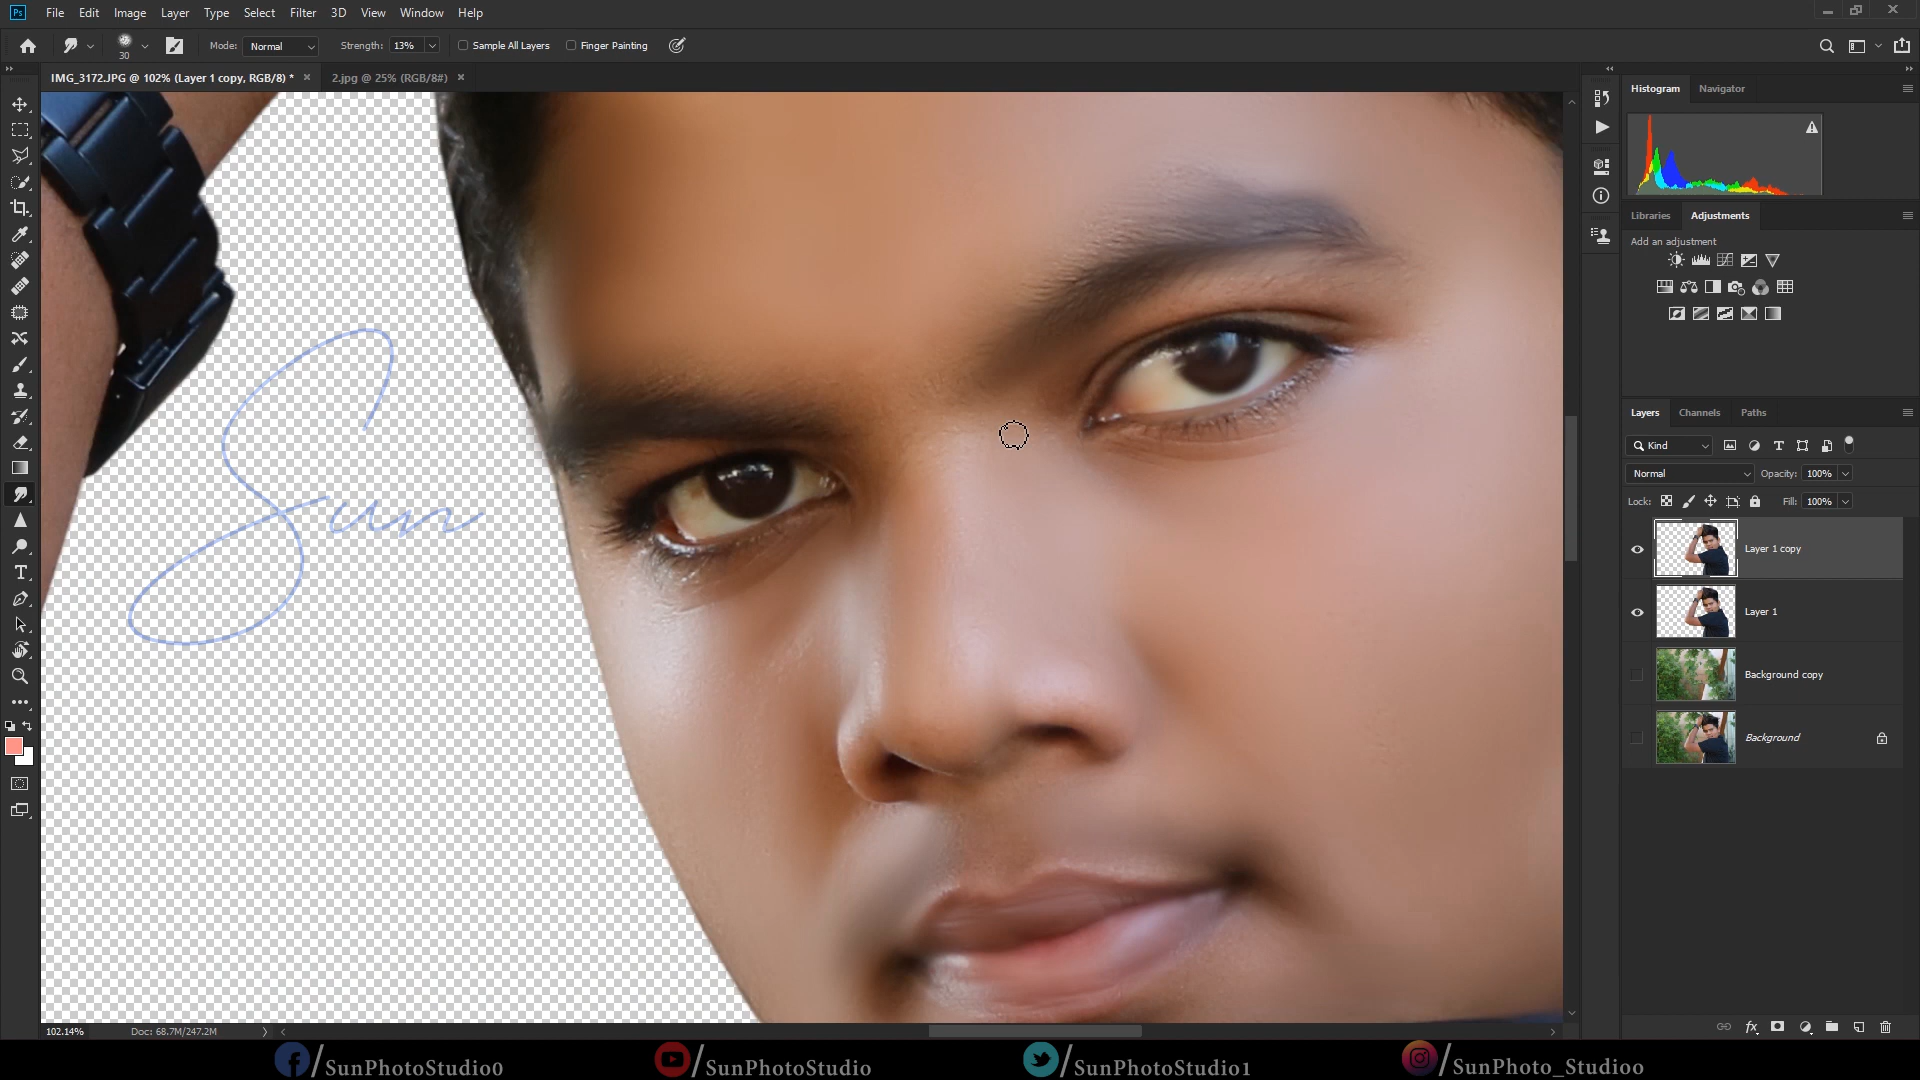 Ps File Edit Image Layer Type Select Filter 3D View Window Help
30 Mode: Normal Strength: 13% Sample All Layers Finger Painting
IMG_3172.JPG @ 102% (Layer 1 copy, RGB/8) * × 2.jpg @ 25% (RGB/8#) ×
Histogram Navigator
Libraries Adjustments
Add an adjustment
Layers Channels Paths
Kind
Normal Opacity: 100%
Lock: Fill: 100%
Layer 1 copy
Layer 1
Background copy
Background
Sun
102.14% Doc: 68.7M/247.2M
/SunPhotoStudio0 /SunPhotoStudio /SunPhotoStudio1 /SunPhoto_Studioo